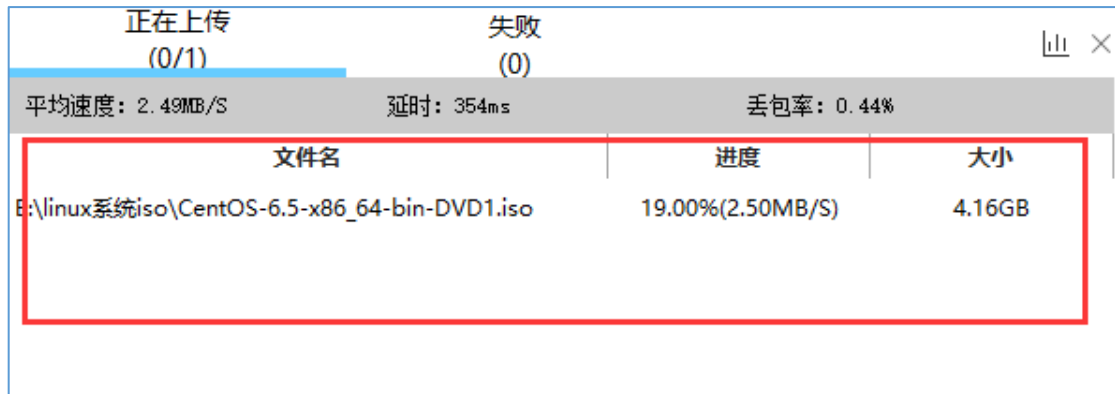 正在上传 失败
(0/1) (0)
平均速度: 2.49MB/S 延时: 354ms 丢包率: 0.44%
文件名 进度 大小
E:\linux系统iso\CentOS-6.5-x86_64-bin-DVD1.iso 19.00%(2.50MB/S) 4.16GB